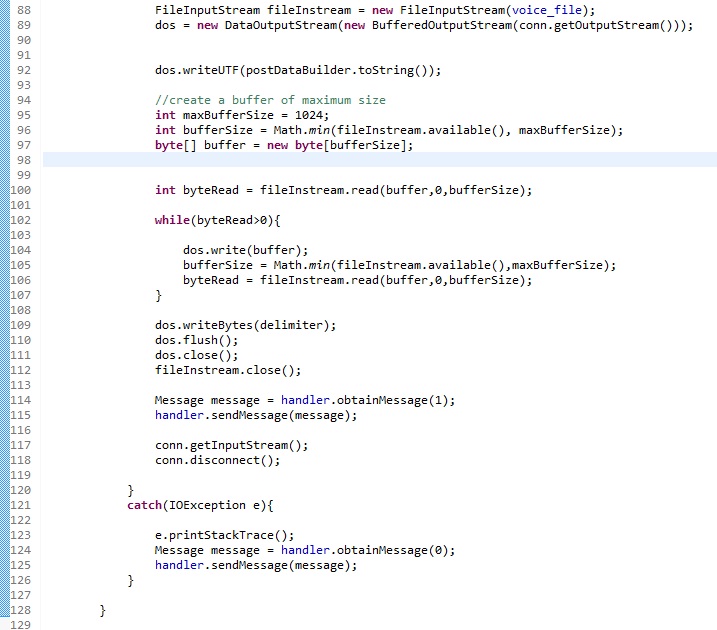 88 FileInputStream fileInstream = new FileInputStream(voice_file);
89 dos = new DataOutputStream(new BufferedOutputStream(conn.getOutputStream()));
90
91
92 dos.writeUTF(postDataBuilder.toString());
93
94 //create a buffer of maximum size
95 int maxBufferSize = 1024;
96 int bufferSize = Math.min(fileInstream.available(), maxBufferSize);
97 byte[] buffer = new byte[bufferSize];
98
99
100 int byteRead = fileInstream.read(buffer,0,bufferSize);
101
102 while(byteRead>0){
103
104 dos.write(buffer);
105 bufferSize = Math.min(fileInstream.available(),maxBufferSize);
106 byteRead = fileInstream.read(buffer,0,bufferSize);
107 }
108
109 dos.writeBytes(delimiter);
110 dos.flush();
111 dos.close();
112 fileInstream.close();
113
114 Message message = handler.obtainMessage(1);
115 handler.sendMessage(message);
116
117 conn.getInputStream();
118 conn.disconnect();
119
120 }
121 catch(IOException e){
122
123 e.printStackTrace();
124 Message message = handler.obtainMessage(0);
125 handler.sendMessage(message);
126 }
127
128 }
129